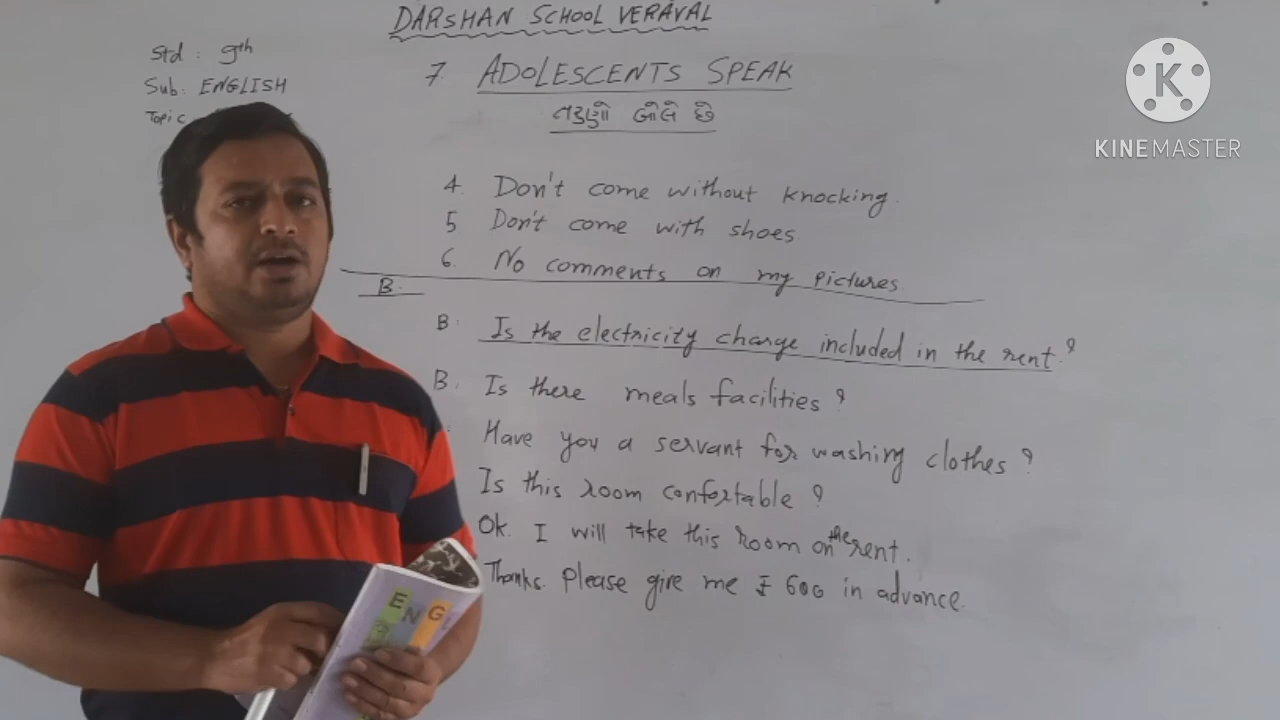 DARSHAN SCHOOL VERAVAL
Std : 9th
Sub: ENGLISH
Topic
7. ADOLESCENTS SPEAK
તરુણો બોલે છે
4. Don't come without knocking.
5 Don't come with shoes
6. No comments on my pictures
B.
B: Is the electricity charge included in the rent?
B. Is there meals facilities?
Have you a servant for washing clothes?
Is this room confortable?
Ok. I will take this room on the rent.
Thanks. Please give me ₹ 600 in advance.
ENG
K
KINEMASTER